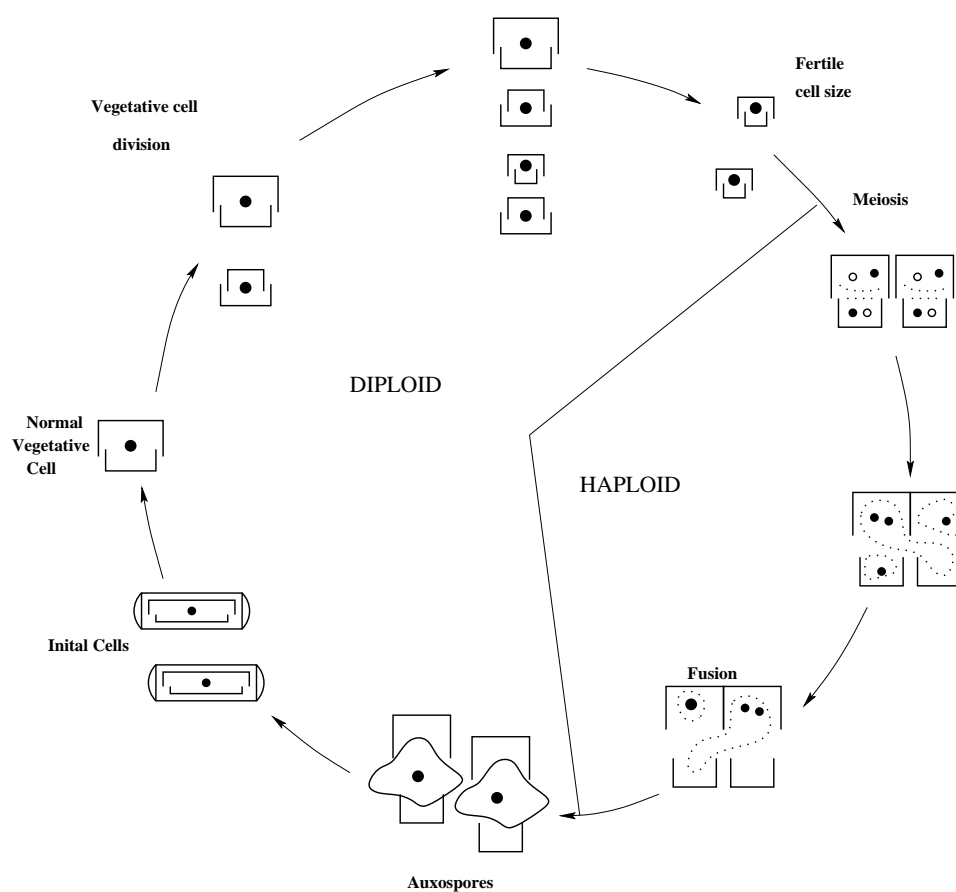 Fertile
cell size
Vegetative cell
division
Meiosis
DIPLOID
Normal
Vegetative
Cell
HAPLOID
Inital Cells
Fusion
Auxospores